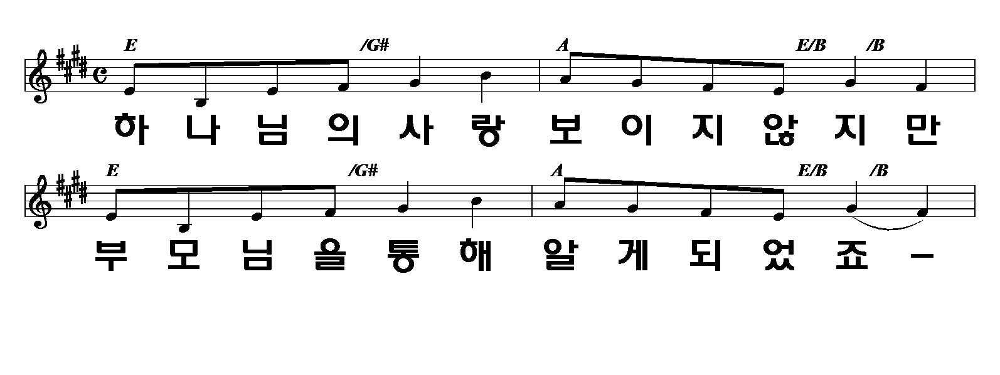 E /G# A E/B /B
하 나 님 의 사 랑 보 이 지 않 지 만
E /G# A E/B /B
부 모 님 을 통 해 알 게 되 었 죠 –